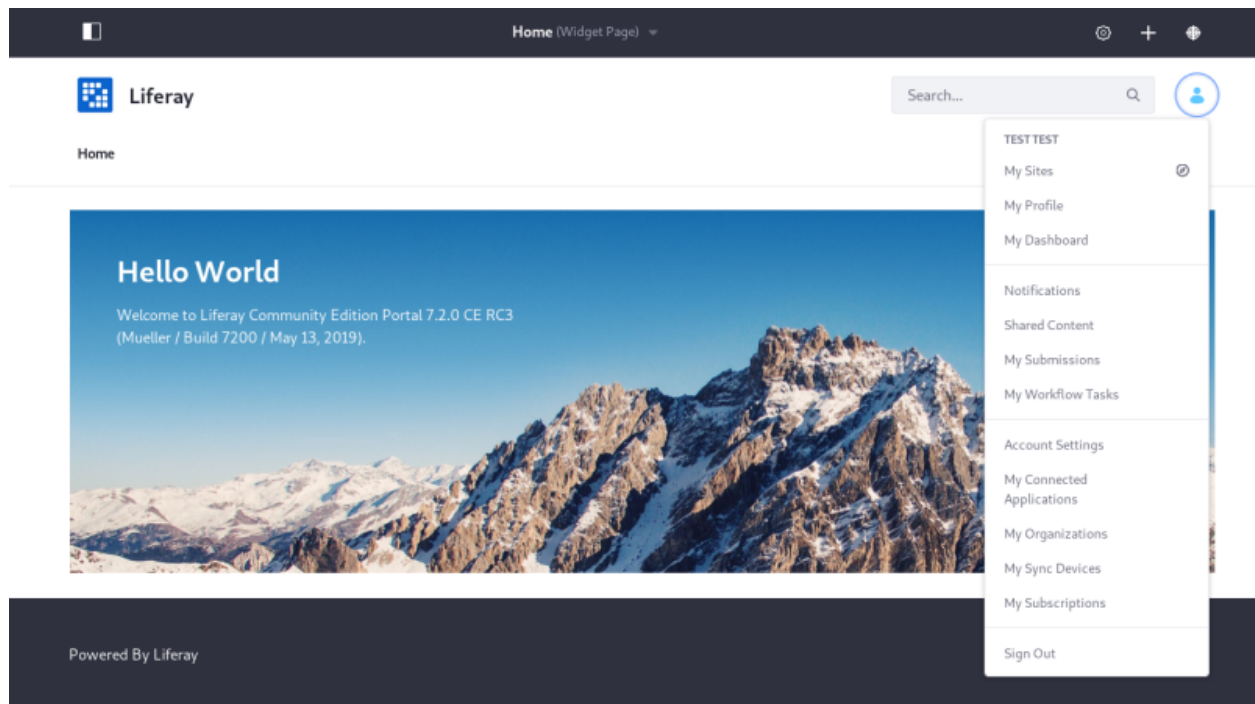 Home (Widget Page)
Liferay
Search...
Home
TEST TEST
My Sites
My Profile
My Dashboard
Notifications
Shared Content
My Submissions
My Workflow Tasks
Account Settings
My Connected
Applications
My Organizations
My Sync Devices
My Subscriptions
Sign Out
Hello World
Welcome to Liferay Community Edition Portal 7.2.0 CE RC3
(Mueller / Build 7200 / May 13, 2019).
Powered By Liferay